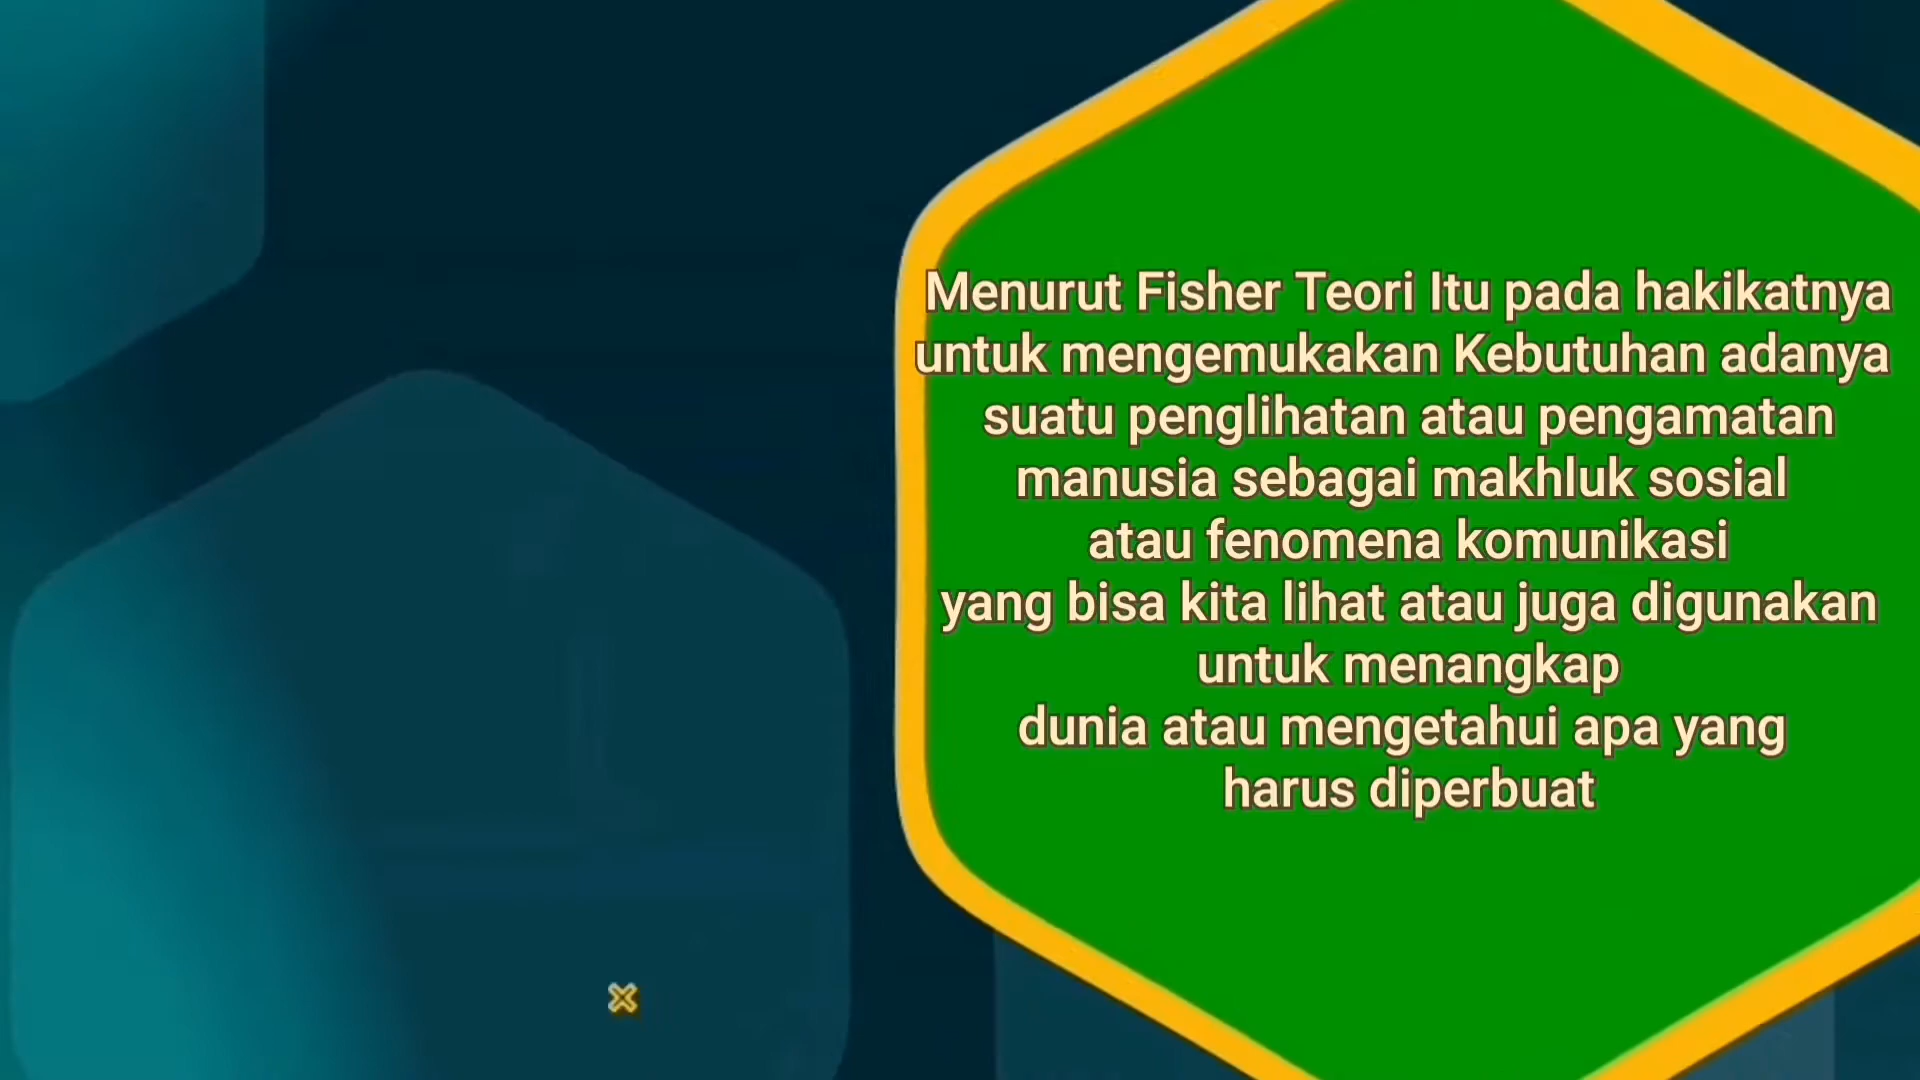 Menurut Fisher Teori Itu pada hakikatnya
untuk mengemukakan Kebutuhan adanya
suatu penglihatan atau pengamatan
manusia sebagai makhluk sosial
atau fenomena komunikasi
yang bisa kita lihat atau juga digunakan
untuk menangkap
dunia atau mengetahui apa yang
harus diperbuat